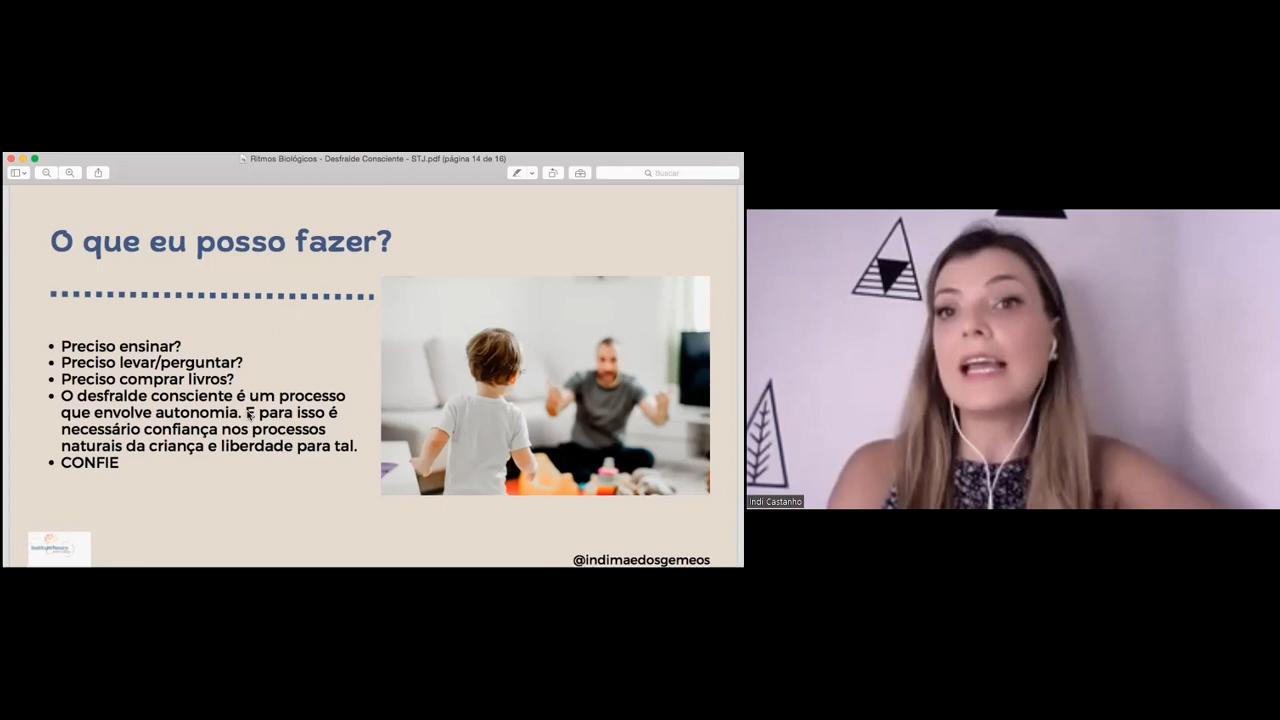 Ritmos Biológicos - Desfralde Consciente - STJ.pdf (página 14 de 16)
Buscar
O que eu posso fazer?
• Preciso ensinar?
• Preciso levar/perguntar?
• Preciso comprar livros?
• O desfralde consciente é um processo
que envolve autonomia. E para isso é
necessário confiança nos processos
naturais da criança e liberdade para tal.
• CONFIE
@indimaedosgemeos
Indi Castanho